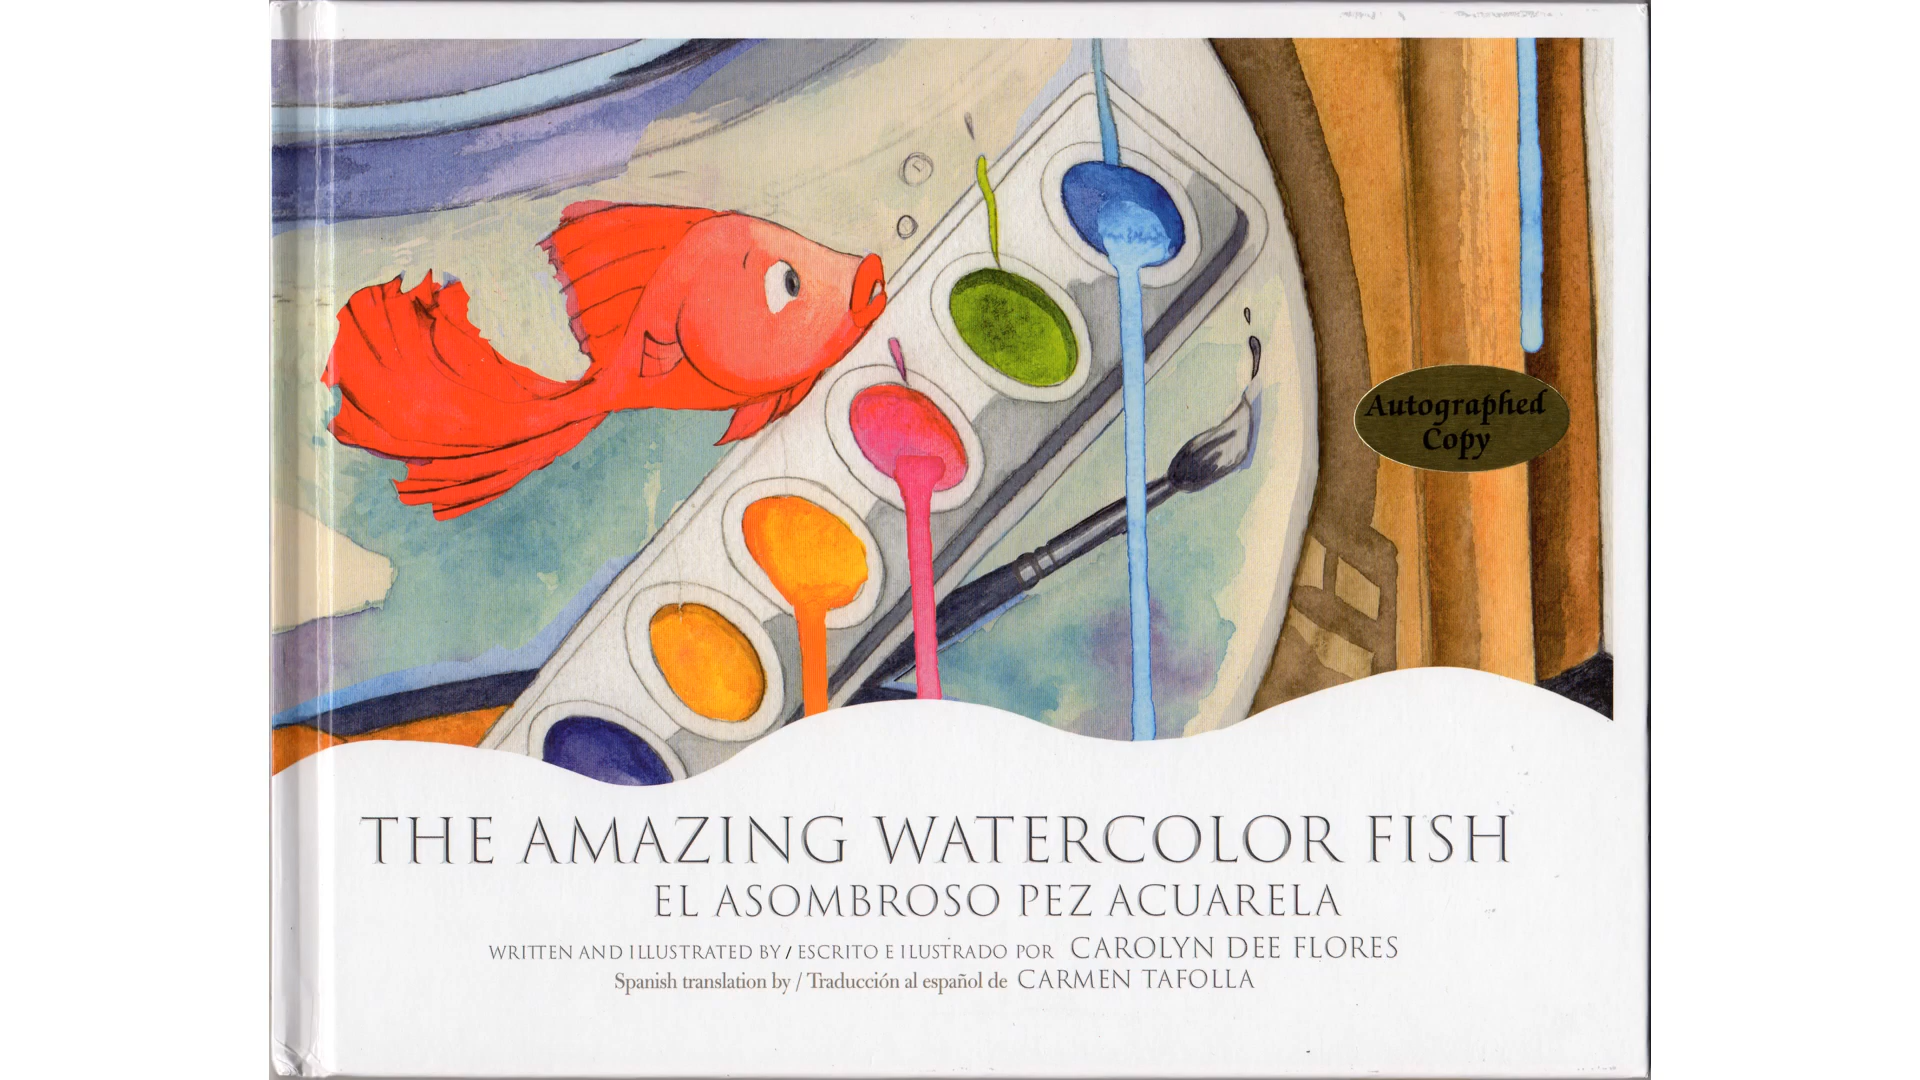 Autographed
Copy
THE AMAZING WATERCOLOR FISH
EL ASOMBROSO PEZ ACUARELA
WRITTEN AND ILLUSTRATED BY / ESCRITO E ILUSTRADO POR CAROLYN DEE FLORES
Spanish translation by / Traducción al español de CARMEN TAFOLLA